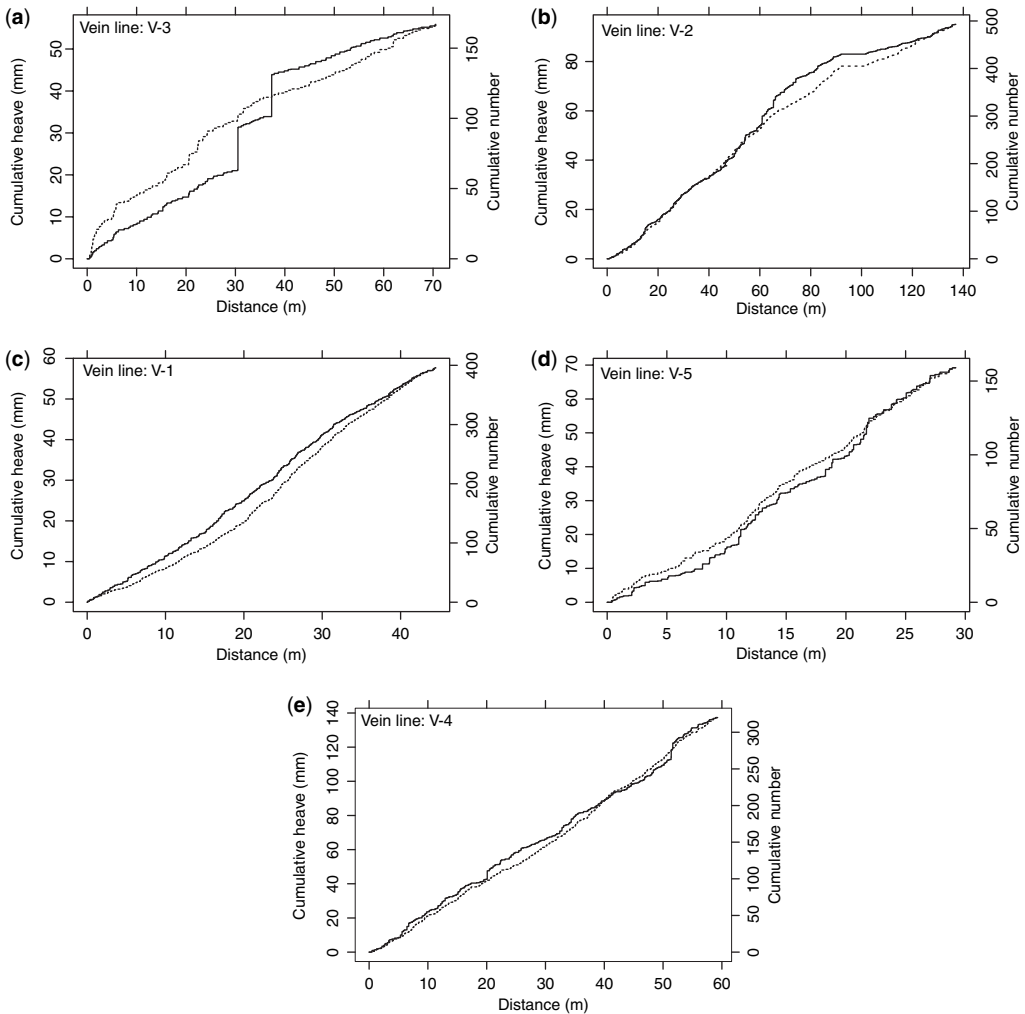 (a)
Vein line: V-3
Cumulative heave (mm)
0 10 20 30 40 50
Cumulative number
0 50 100 150
0 10 20 30 40 50 60 70
Distance (m)
(b)
Vein line: V-2
Cumulative heave (mm)
0 20 40 60 80
Cumulative number
0 100 200 300 400 500
0 20 40 60 80 100 120 140
Distance (m)
(c)
Vein line: V-1
Cumulative heave (mm)
0 10 20 30 40 50 60
Cumulative number
0 100 200 300 400
0 10 20 30 40
Distance (m)
(d)
Vein line: V-5
Cumulative heave (mm)
0 10 20 30 40 50 60 70
Cumulative number
0 50 100 150
0 5 10 15 20 25 30
Distance (m)
(e)
Vein line: V-4
Cumulative heave (mm)
0 20 40 60 80 100 120 140
Cumulative number
0 50 100 150 200 250 300
0 10 20 30 40 50 60
Distance (m)